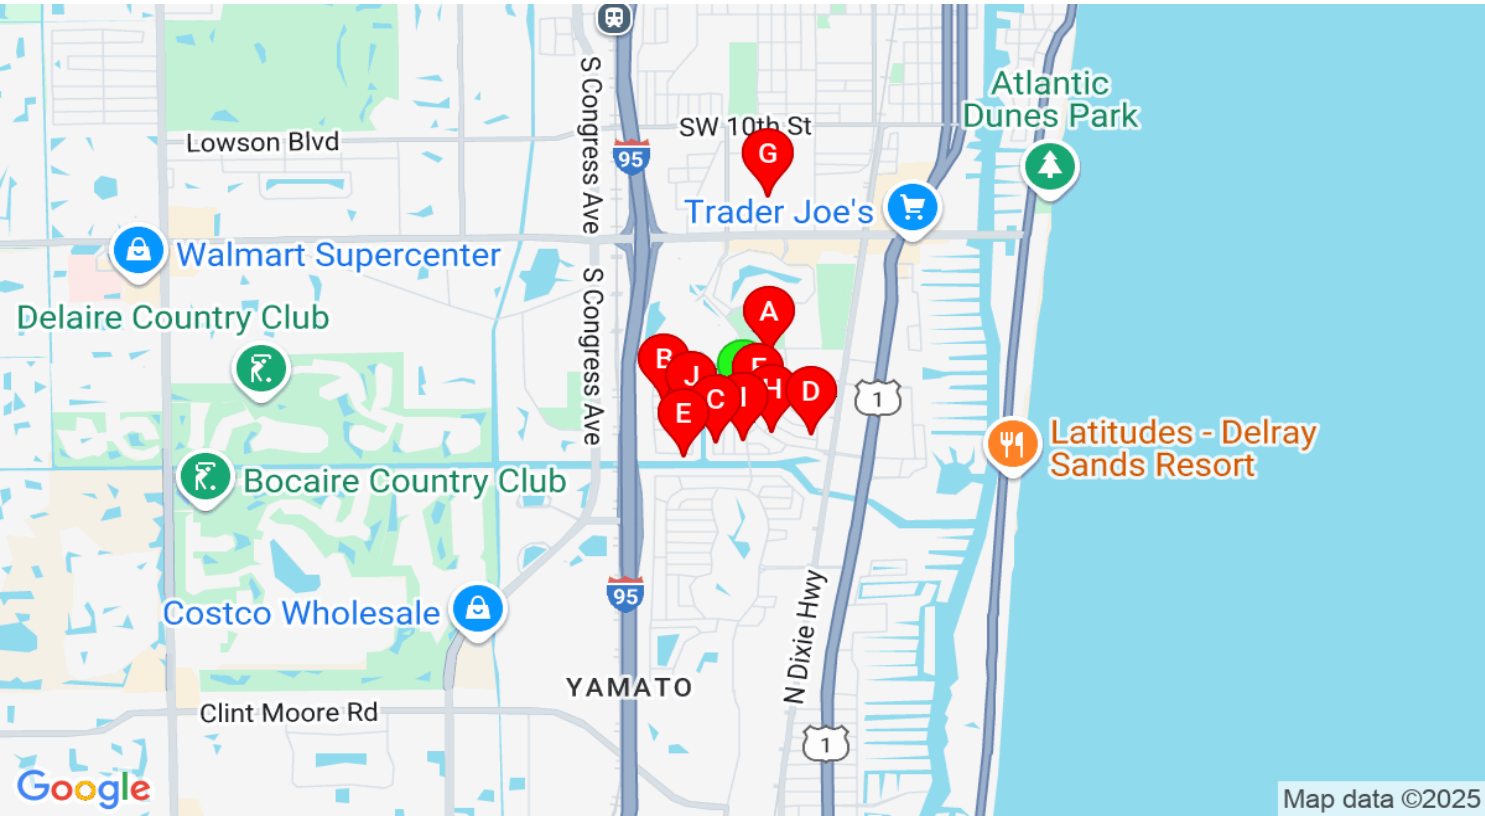 S Congress Ave
Atlantic
Dunes Park
SW 10th St
Lowson Blvd
95
G
Trader Joe's
Walmart Supercenter
S Congress Ave
Delaire Country Club
A
B
F
J
H
D
I
C
E
1
Latitudes - Delray
Sands Resort
Bocaire Country Club
N Dixie Hwy
95
Costco Wholesale
YAMATO
Clint Moore Rd
1
Google
Map data ©2025